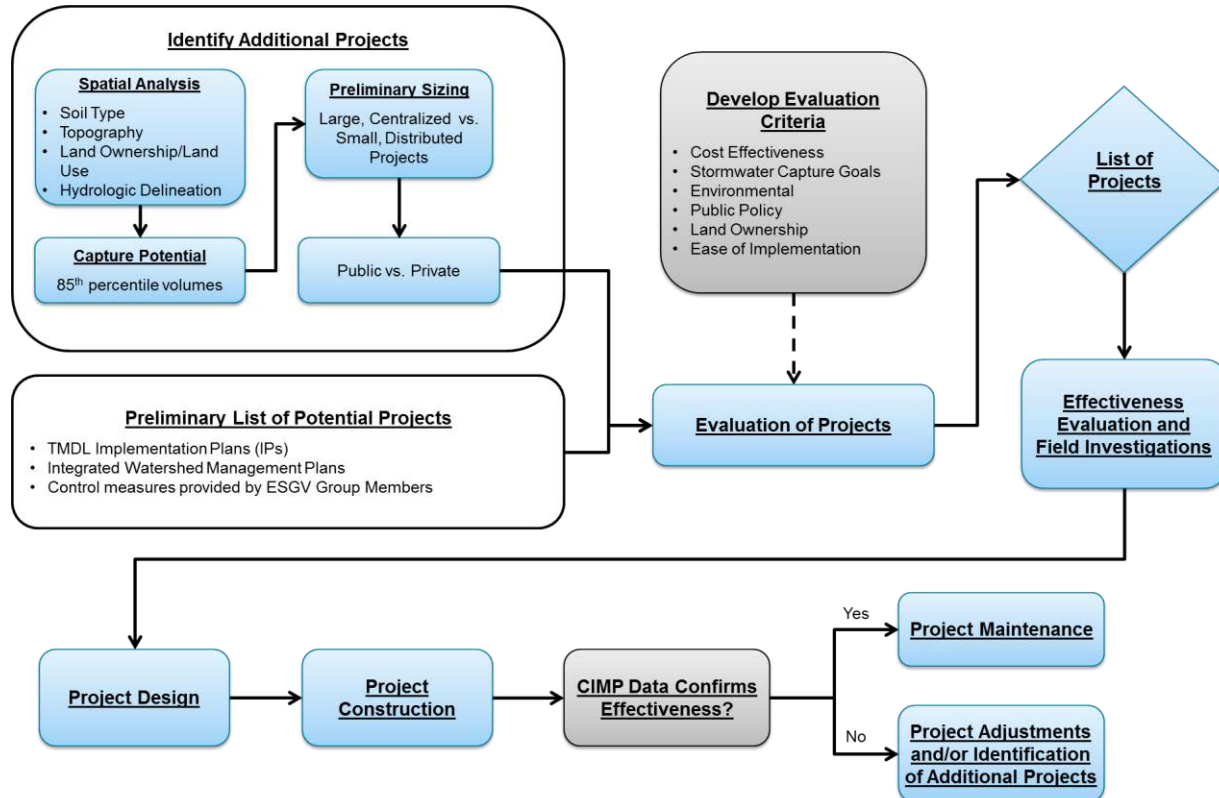 Identify Additional Projects
Spatial Analysis
• Soil Type
• Topography
• Land Ownership/Land
Use
• Hydrologic Delineation
Capture Potential
85th percentile volumes
Preliminary Sizing
Large, Centralized vs.
Small, Distributed
Projects
Public vs. Private
Preliminary List of Potential Projects
• TMDL Implementation Plans (IPs)
• Integrated Watershed Management Plans
• Control measures provided by ESGV Group Members
Develop Evaluation
Criteria
• Cost Effectiveness
• Stormwater Capture Goals
• Environmental
• Public Policy
• Land Ownership
• Ease of Implementation
Evaluation of Projects
List of
Projects
Effectiveness
Evaluation and
Field Investigations
Project Design
Project
Construction
CIMP Data Confirms
Effectiveness?
Yes
Project Maintenance
No
Project Adjustments
and/or Identification
of Additional Projects